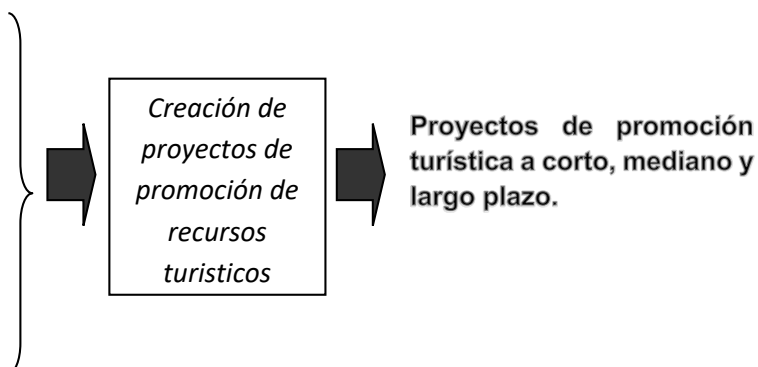 Creación de
proyectos de
promoción de
recursos
turisticos
Proyectos de promoción
turística a corto, mediano y
largo plazo.